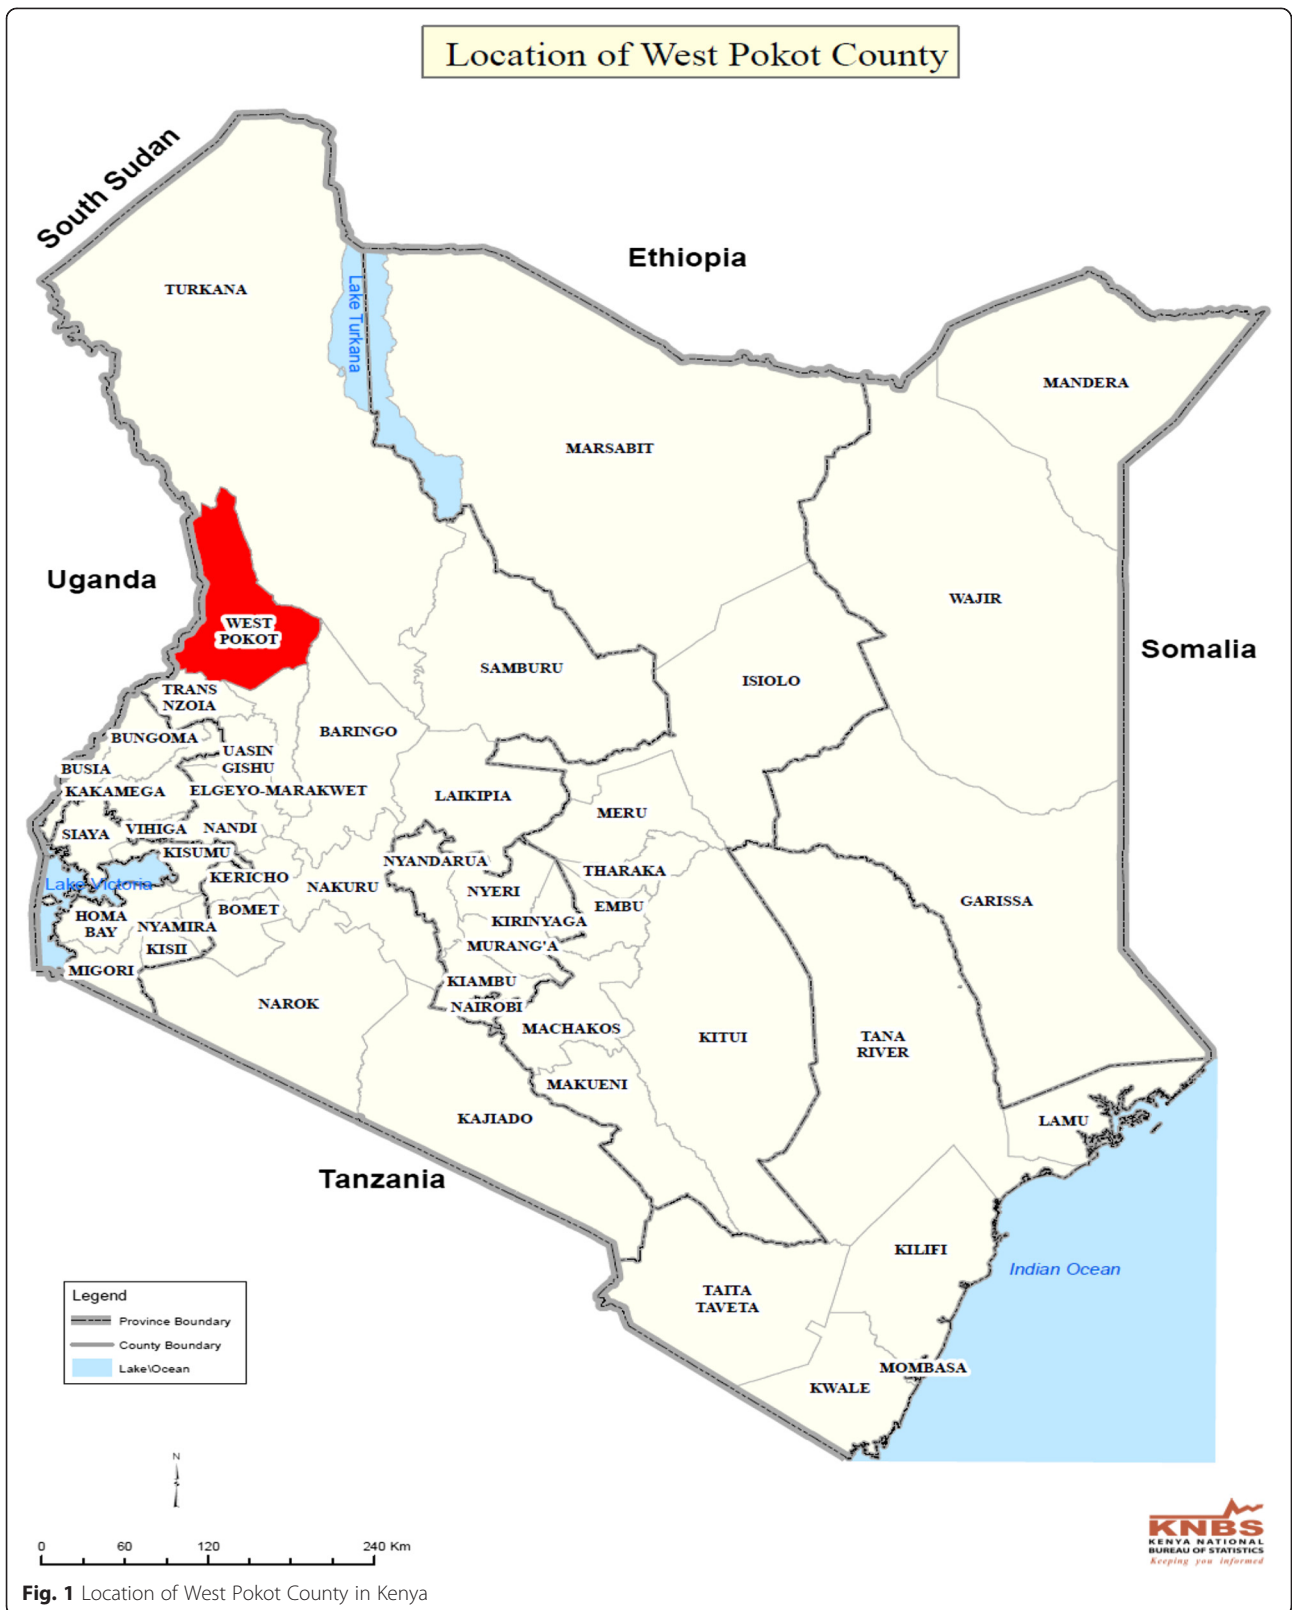 Location of West Pokot County
South Sudan
Ethiopia
TURKANA
Lake Turkana
MANDERA
MARSABIT
Uganda
WAJIR
WEST
POKOT
Somalia
SAMBURU
ISIOLO
TRANS
NZOIA
BARINGO
BUNGOMA
UASIN
GISHU
BUSIA
KAKAMEGA
ELGEYO-MARAKWET
LAIKIPIA
MERU
SIAYA
VIHIGA
NANDI
KISUMU
NYANDARUA
THARAKA
Lake Victoria
KERICHO
NAKURU
NYERI
GARISSA
BOMET
EMBU
HOMA
BAY
NYAMIRA
KIRINYAGA
KISII
MURANG'A
MIGORI
KIAMBU
NAROK
NAIROBI
MACHAKOS
KITUI
TANA
RIVER
MAKUENI
KAJIADO
LAMU
Tanzania
KILIFI
Indian Ocean
TAITA
TAVETA
MOMBASA
KWALE
Legend
Province Boundary
County Boundary
Lake\Ocean
N
0 60 120 240 Km
KNBS
KENYA NATIONAL
BUREAU OF STATISTICS
Keeping you informed
Fig. 1 Location of West Pokot County in Kenya